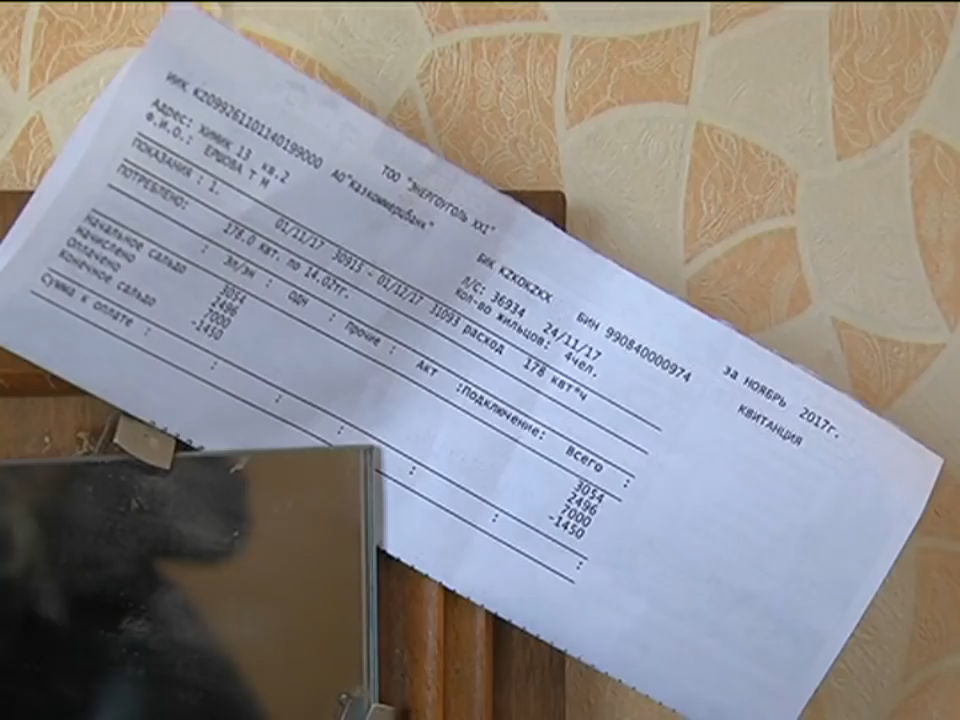 ТОО "ЭНЕРГОУГОЛЬ XXI" за НОЯБРЬ 2017г.
ИИК KZ099261101140199000 АО"Казкоммерцбанк" БИК KZKOKZKX БИН 990840000974 КВИТАНЦИЯ
Адрес: ХИМИК 13 кв.2 Л/С: 36934 24/11/17
Ф.И.О.: ЕРШОВА Т М Кол-во жильцов: 4чел.
ПОКАЗАНИЯ : 1. 01/11/17 30915 - 01/12/17 31093 расход 178 квт*ч
ПОТРЕБЛЕНО: 178.0 квт. по 14.02тг.
: Эл/эн : ОДН : Прочие : АКТ :Подключение: Всего :
Начальное сальдо 3054 3054
Начислено 2496 2496
Оплачено 7000 7000
Конечное сальдо -1450 -1450
Сумма к оплате : : : : : : :